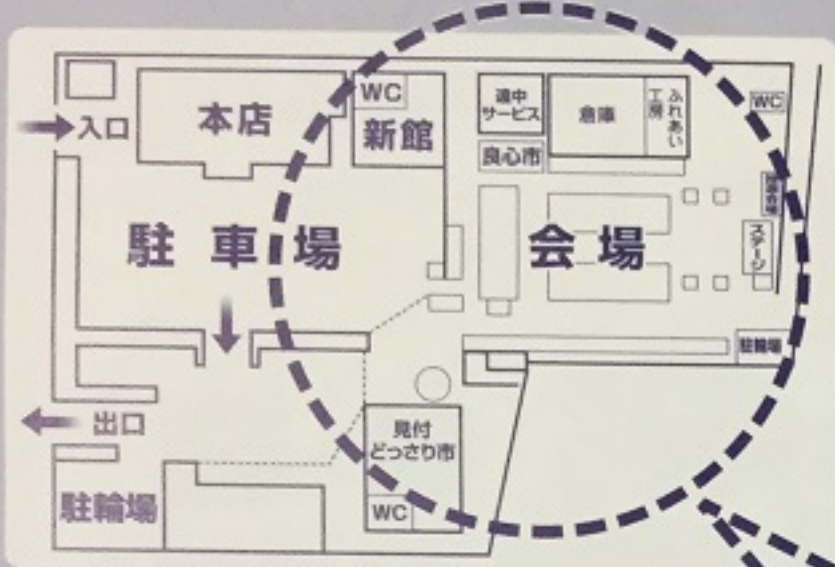 入口
本店
WC
新館
遠中
サービス
倉庫
ふれあい
工房
WC
良心市
駐車場
会場
ステージ
駐輪場
出口
見付
どっさり市
WC
駐輪場